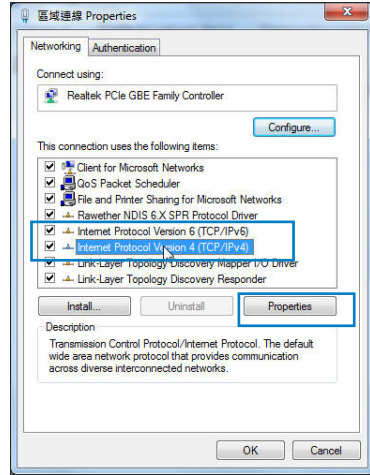 區域連線 Properties
Networking
Authentication
Connect using:
Realtek PCIe GBE Family Controller
Configure...
This connection uses the following items:
Client for Microsoft Networks
QoS Packet Scheduler
File and Printer Sharing for Microsoft Networks
Rawether NDIS 6.X SPR Protocol Driver
Internet Protocol Version 6 (TCP/IPv6)
Internet Protocol Version 4 (TCP/IPv4)
Link-Layer Topology Discovery Mapper I/O Driver
Link-Layer Topology Discovery Responder
Install...
Uninstall
Properties
Description
Transmission Control Protocol/Internet Protocol. The default
wide area network protocol that provides communication
across diverse interconnected networks.
OK
Cancel